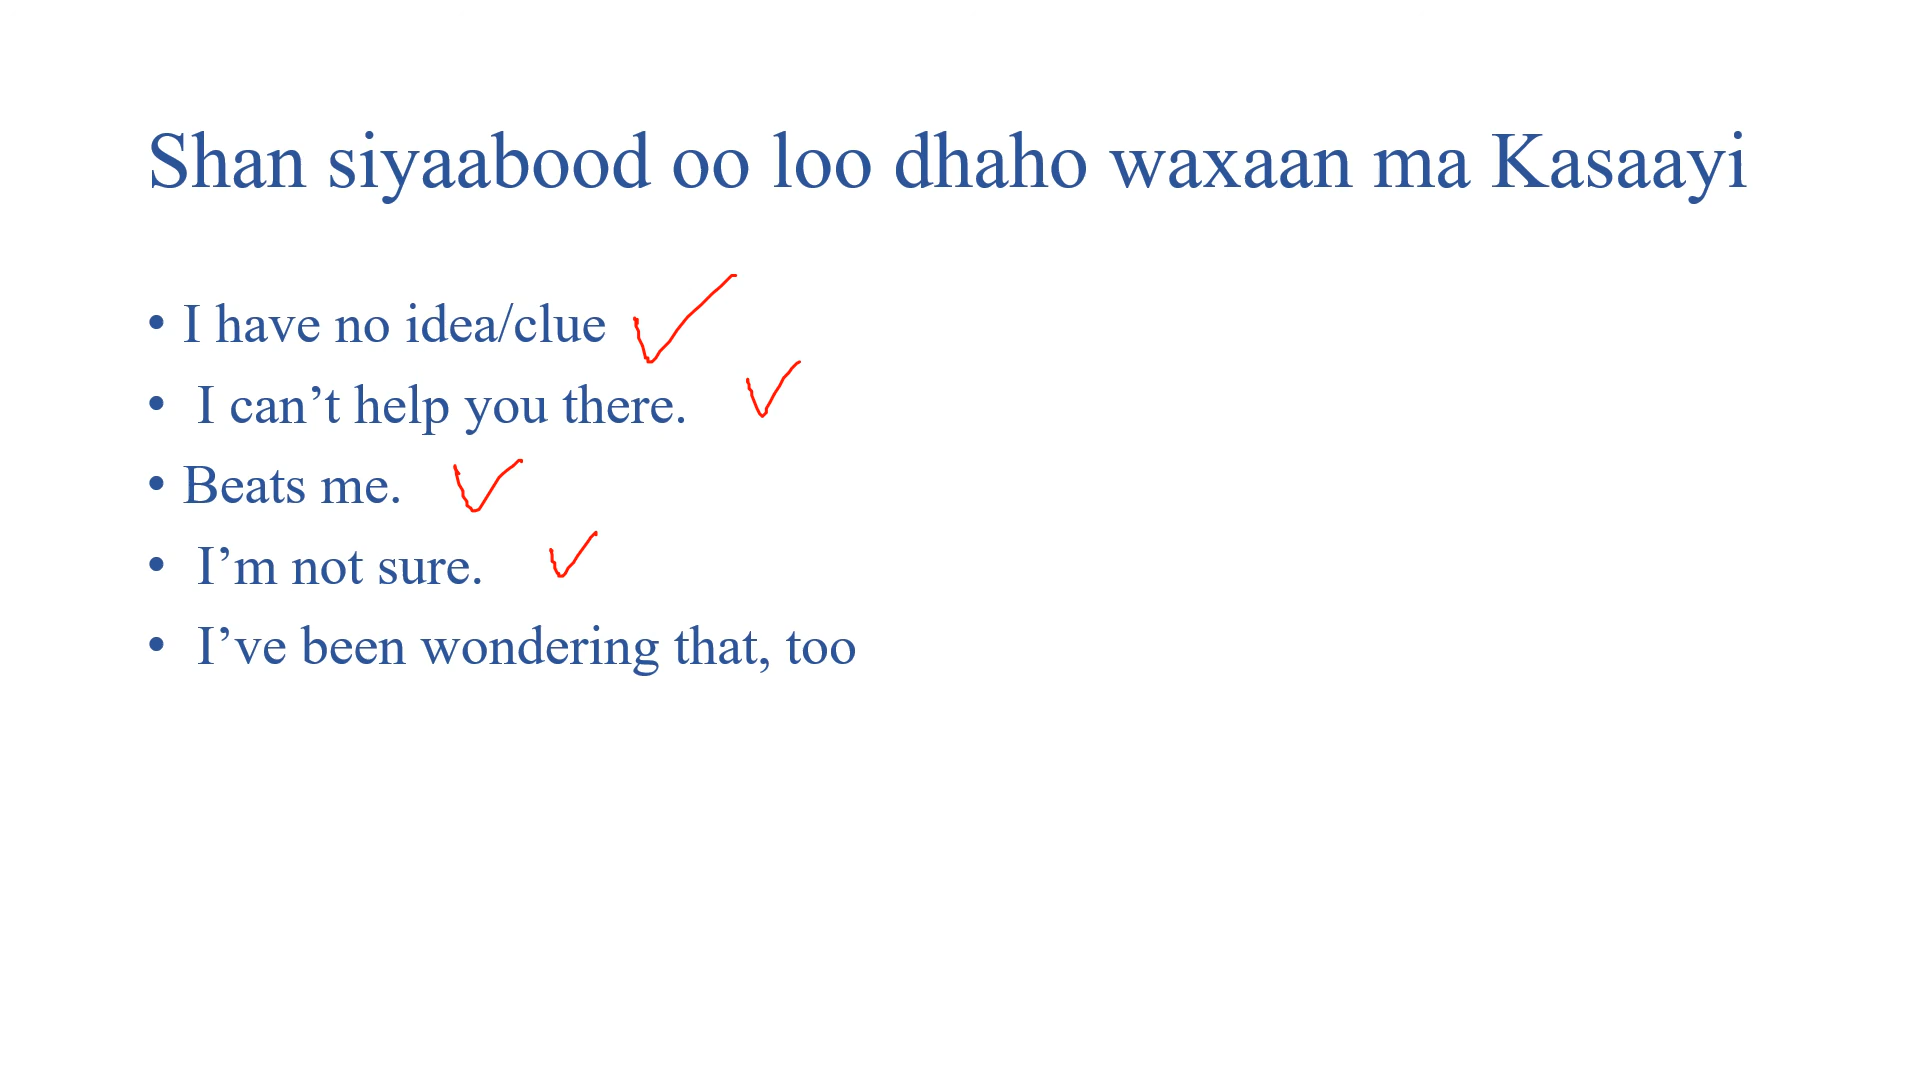 Shan siyaabood oo loo dhaho waxaan ma Kasaayi
• I have no idea/clue
• I can’t help you there.
• Beats me.
• I’m not sure.
• I’ve been wondering that, too